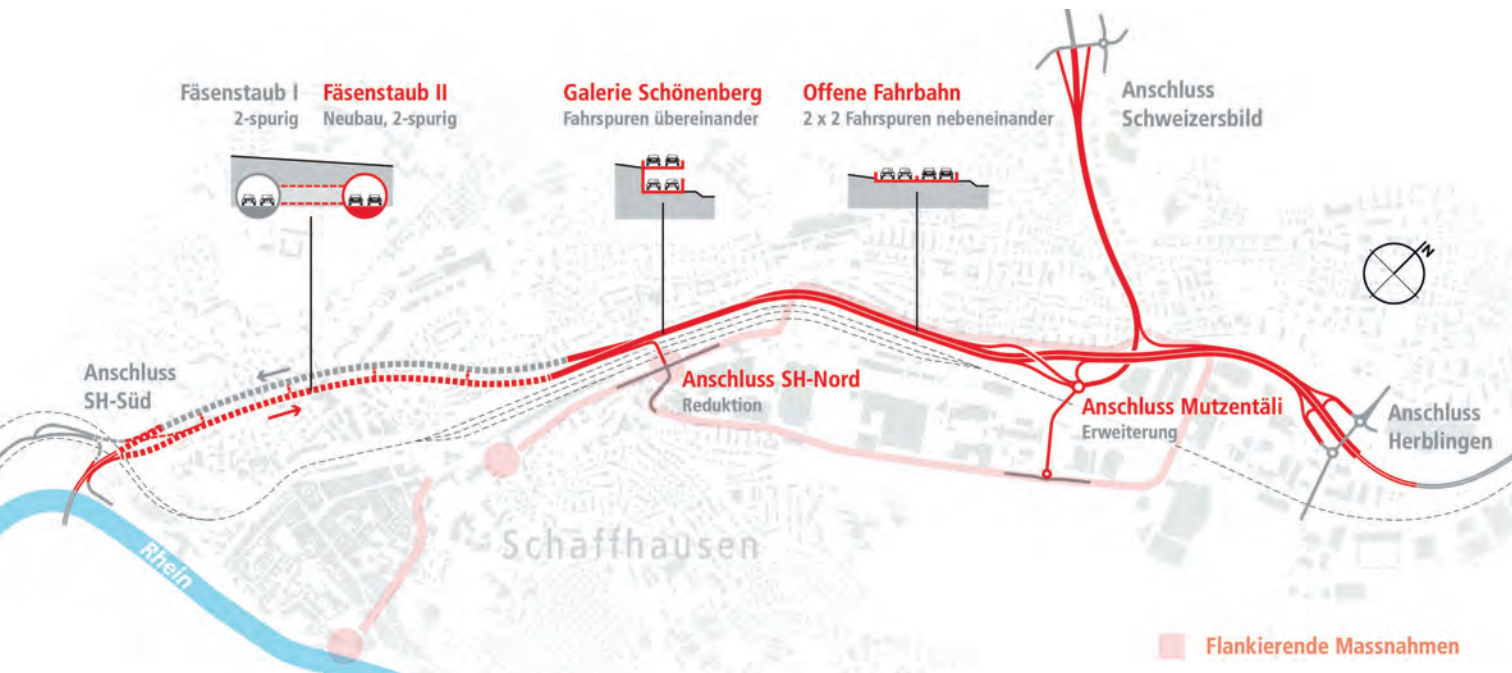 Fäsenstaub I
2-spurig
Fäsenstaub II
Neubau, 2-spurig
Galerie Schönenberg
Fahrspuren übereinander
Offene Fahrbahn
2 x 2 Fahrspuren nebeneinander
Anschluss
Schweizersbild
N
Anschluss
SH-Süd
Anschluss SH-Nord
Reduktion
Anschluss Mutzentäli
Erweiterung
Anschluss
Herblingen
Schaffhausen
Rhein
Flankierende Massnahmen